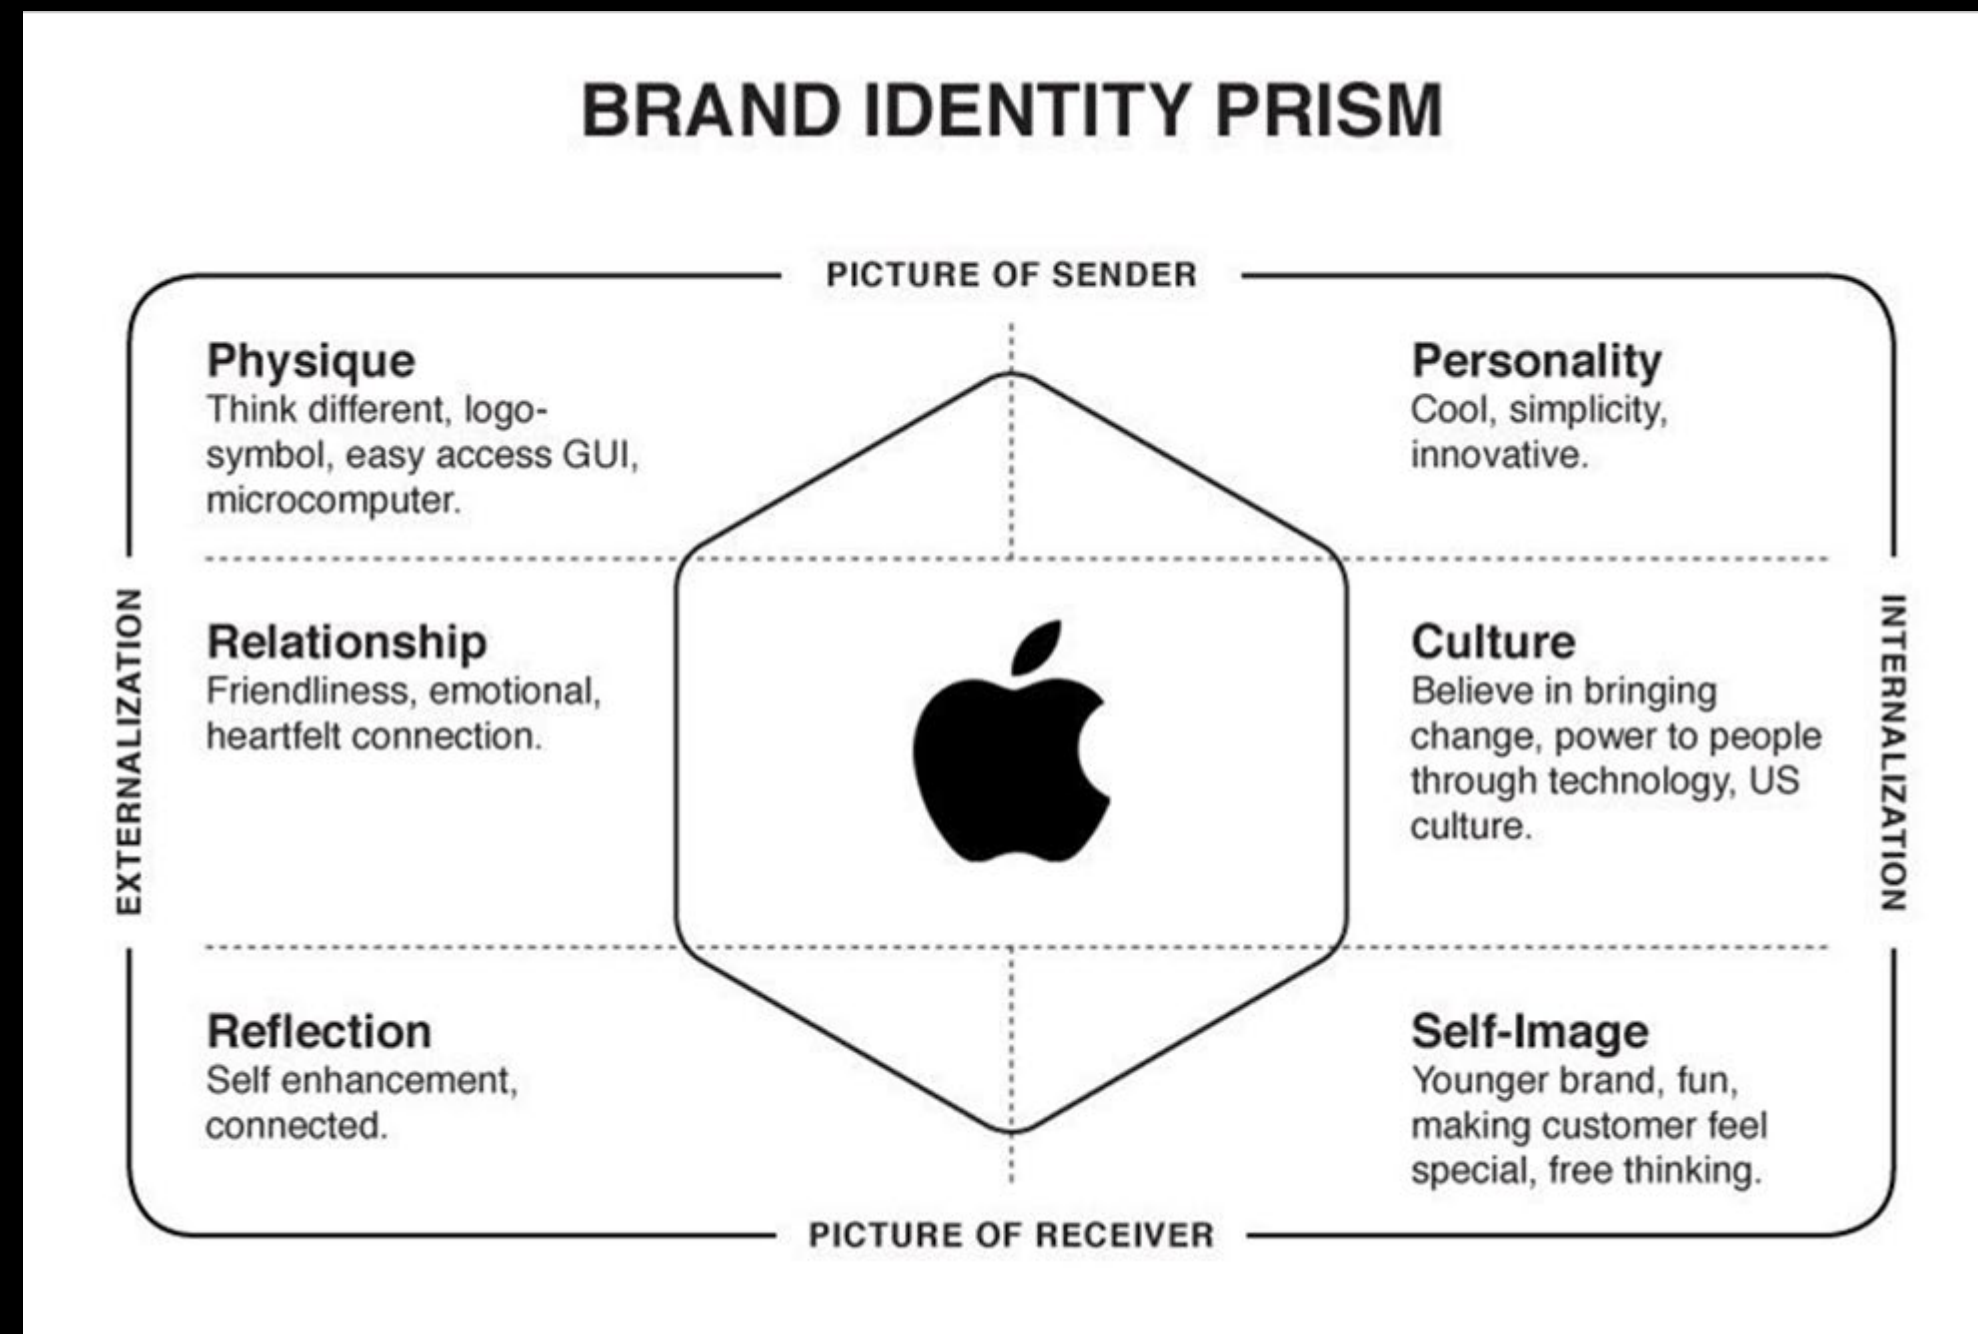 BRAND IDENTITY PRISM
PICTURE OF SENDER
Physique
Think different, logo-
symbol, easy access GUI,
microcomputer.
Personality
Cool, simplicity,
innovative.
EXTERNALIZATION
Relationship
Friendliness, emotional,
heartfelt connection.
Culture
Believe in bringing
change, power to people
through technology, US
culture.
INTERNALIZATION
Reflection
Self enhancement,
connected.
Self-Image
Younger brand, fun,
making customer feel
special, free thinking.
PICTURE OF RECEIVER